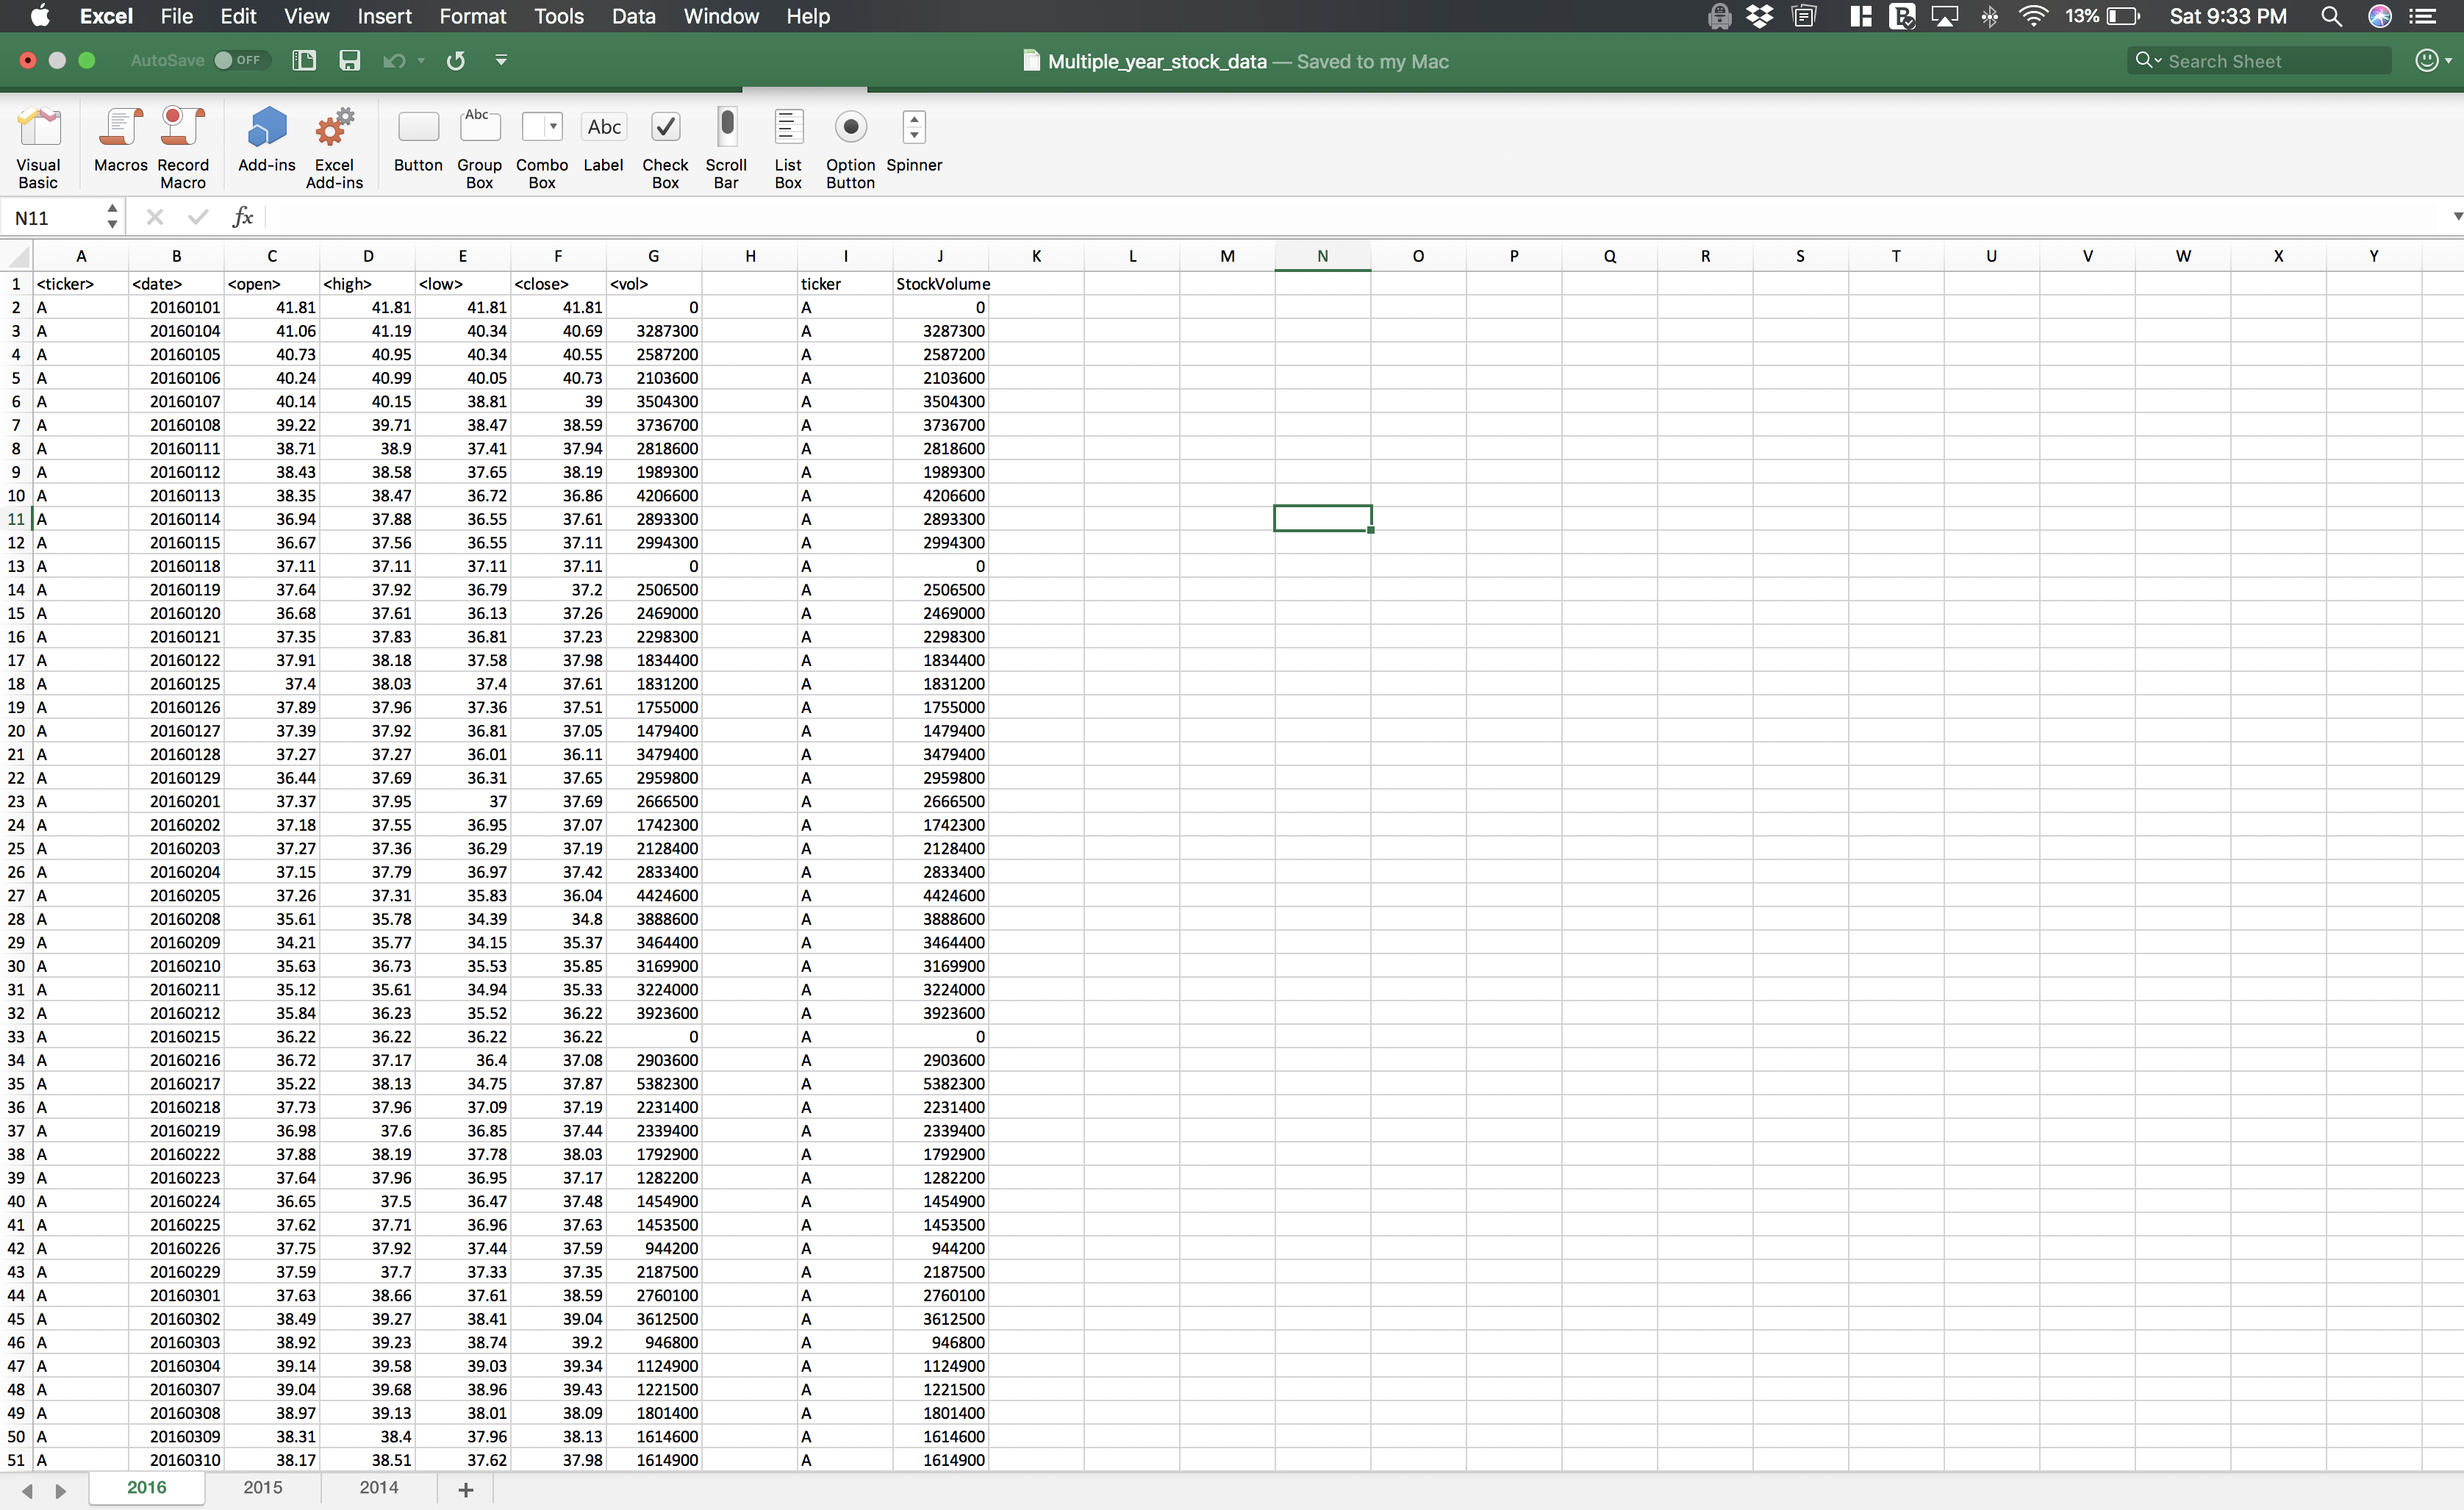 Excel File Edit View Insert Format Tools Data Window Help 13% Sat 9:33 PM
AutoSave OFF Multiple_year_stock_data — Saved to my Mac Search Sheet
Abc Abc
Visual Basic Macros Record Macro Add-ins Excel Add-ins Button Group Box Combo Box Label Check Box Scroll Bar List Box Option Button Spinner
N11 fx
A B C D E F G H I J K L M N O P Q R S T U V W X Y
1 <ticker> <date> <open> <high> <low> <close> <vol> ticker StockVolume
2 A 20160101 41.81 41.81 41.81 41.81 0 A 0
3 A 20160104 41.06 41.19 40.34 40.69 3287300 A 3287300
4 A 20160105 40.73 40.95 40.34 40.55 2587200 A 2587200
5 A 20160106 40.24 40.99 40.05 40.73 2103600 A 2103600
6 A 20160107 40.14 40.15 38.81 39 3504300 A 3504300
7 A 20160108 39.22 39.71 38.47 38.59 3736700 A 3736700
8 A 20160111 38.71 38.9 37.41 37.94 2818600 A 2818600
9 A 20160112 38.43 38.58 37.65 38.19 1989300 A 1989300
10 A 20160113 38.35 38.47 36.72 36.86 4206600 A 4206600
11 A 20160114 36.94 37.88 36.55 37.61 2893300 A 2893300
12 A 20160115 36.67 37.56 36.55 37.11 2994300 A 2994300
13 A 20160118 37.11 37.11 37.11 37.11 0 A 0
14 A 20160119 37.64 37.92 36.79 37.2 2506500 A 2506500
15 A 20160120 36.68 37.61 36.13 37.26 2469000 A 2469000
16 A 20160121 37.35 37.83 36.81 37.23 2298300 A 2298300
17 A 20160122 37.91 38.18 37.58 37.98 1834400 A 1834400
18 A 20160125 37.4 38.03 37.4 37.61 1831200 A 1831200
19 A 20160126 37.89 37.96 37.36 37.51 1755000 A 1755000
20 A 20160127 37.39 37.92 36.81 37.05 1479400 A 1479400
21 A 20160128 37.27 37.27 36.01 36.11 3479400 A 3479400
22 A 20160129 36.44 37.69 36.31 37.65 2959800 A 2959800
23 A 20160201 37.37 37.95 37 37.69 2666500 A 2666500
24 A 20160202 37.18 37.55 36.95 37.07 1742300 A 1742300
25 A 20160203 37.27 37.36 36.29 37.19 2128400 A 2128400
26 A 20160204 37.15 37.79 36.97 37.42 2833400 A 2833400
27 A 20160205 37.26 37.31 35.83 36.04 4424600 A 4424600
28 A 20160208 35.61 35.78 34.39 34.8 3888600 A 3888600
29 A 20160209 34.21 35.77 34.15 35.37 3464400 A 3464400
30 A 20160210 35.63 36.73 35.53 35.85 3169900 A 3169900
31 A 20160211 35.12 35.61 34.94 35.33 3224000 A 3224000
32 A 20160212 35.84 36.23 35.52 36.22 3923600 A 3923600
33 A 20160215 36.22 36.22 36.22 36.22 0 A 0
34 A 20160216 36.72 37.17 36.4 37.08 2903600 A 2903600
35 A 20160217 35.22 38.13 34.75 37.87 5382300 A 5382300
36 A 20160218 37.73 37.96 37.09 37.19 2231400 A 2231400
37 A 20160219 36.98 37.6 36.85 37.44 2339400 A 2339400
38 A 20160222 37.88 38.19 37.78 38.03 1792900 A 1792900
39 A 20160223 37.64 37.96 36.95 37.17 1282200 A 1282200
40 A 20160224 36.65 37.5 36.47 37.48 1454900 A 1454900
41 A 20160225 37.62 37.71 36.96 37.63 1453500 A 1453500
42 A 20160226 37.75 37.92 37.44 37.59 944200 A 944200
43 A 20160229 37.59 37.7 37.33 37.35 2187500 A 2187500
44 A 20160301 37.63 38.66 37.61 38.59 2760100 A 2760100
45 A 20160302 38.49 39.27 38.41 39.04 3612500 A 3612500
46 A 20160303 38.92 39.23 38.74 39.2 946800 A 946800
47 A 20160304 39.14 39.58 39.03 39.34 1124900 A 1124900
48 A 20160307 39.04 39.68 38.96 39.43 1221500 A 1221500
49 A 20160308 38.97 39.13 38.01 38.09 1801400 A 1801400
50 A 20160309 38.31 38.4 37.96 38.13 1614600 A 1614600
51 A 20160310 38.17 38.51 37.62 37.98 1614900 A 1614900
2016 2015 2014 +